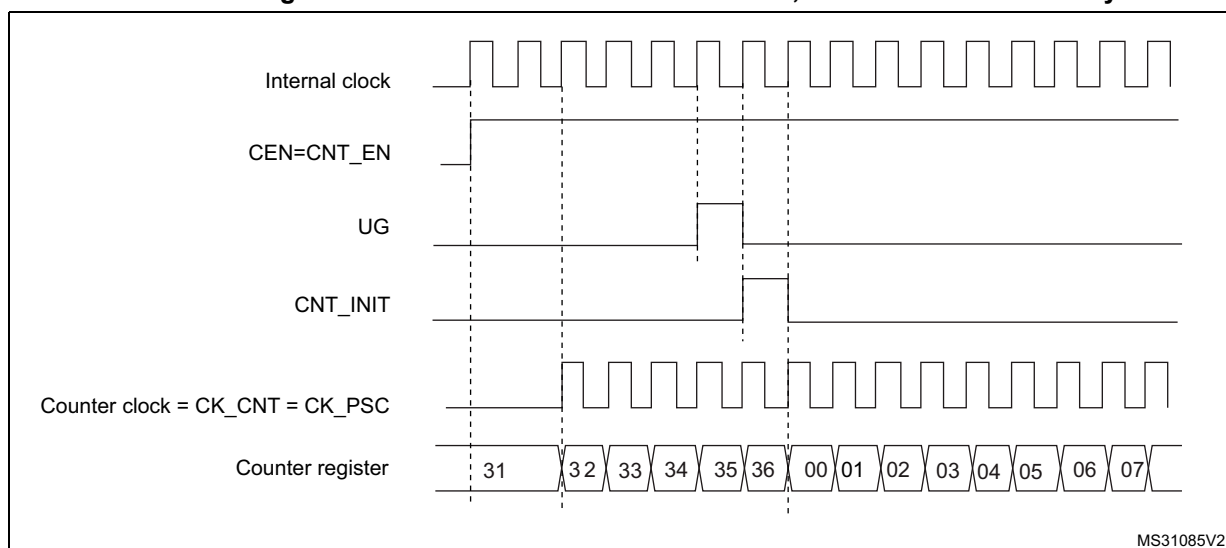 Internal clock
CEN=CNT_EN
UG
CNT_INIT
Counter clock = CK_CNT = CK_PSC
Counter register
31 32 33 34 35 36 00 01 02 03 04 05 06 07
MS31085V2